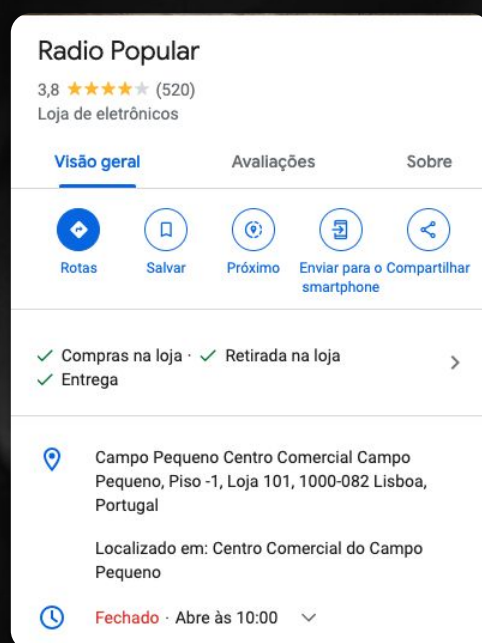 Radio Popular
3,8 ★★★★★ (520)
Loja de eletrônicos
Visão geral Avaliações Sobre
Rotas Salvar Próximo Enviar para o Compartilhar
smartphone
Compras na loja · Retirada na loja
Entrega
Campo Pequeno Centro Comercial Campo
Pequeno, Piso -1, Loja 101, 1000-082 Lisboa,
Portugal
Localizado em: Centro Comercial do Campo
Pequeno
Fechado · Abre às 10:00